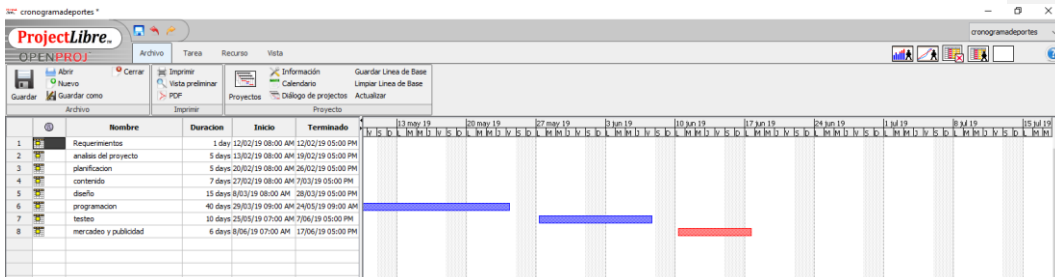 cronogramadeportes *
ProjectLibre
cronogramadeportes
OPENPROJ
Archivo Tarea Recurso Vista
Guardar
Abrir
Nuevo
Guardar como
Cerrar
Archivo
Imprimir
Vista preliminar
PDF
Imprimir
Proyectos
Información
Calendario
Diálogo de projectos
Guardar Linea de Base
Limpiar Linea de Base
Actualizar
Proyecto
Nombre Duracion Inicio Terminado
13 may 19 20 may 19 27 may 19 3 jun 19 10 jun 19 17 jun 19 24 jun 19 1 jul 19 8 jul 19 15 jul 19
V S D L M M J V S D L M M J V S D L M M J V S D L M M J V S D L M M J V S D L M M J V S D L M M J V S D L M M J V S D L M M J V S D L M M
1 Requerimientos 1 day 12/02/19 08:00 AM 12/02/19 05:00 PM
2 analisis del proyecto 5 days 13/02/19 08:00 AM 19/02/19 05:00 PM
3 planificacion 5 days 20/02/19 08:00 AM 26/02/19 05:00 PM
4 contenido 7 days 27/02/19 08:00 AM 7/03/19 05:00 PM
5 diseño 15 days 8/03/19 08:00 AM 28/03/19 05:00 PM
6 programacion 40 days 29/03/19 09:00 AM 24/05/19 09:00 AM
7 testeo 10 days 25/05/19 07:00 AM 7/06/19 05:00 PM
8 mercadeo y publicidad 6 days 8/06/19 07:00 AM 17/06/19 05:00 PM